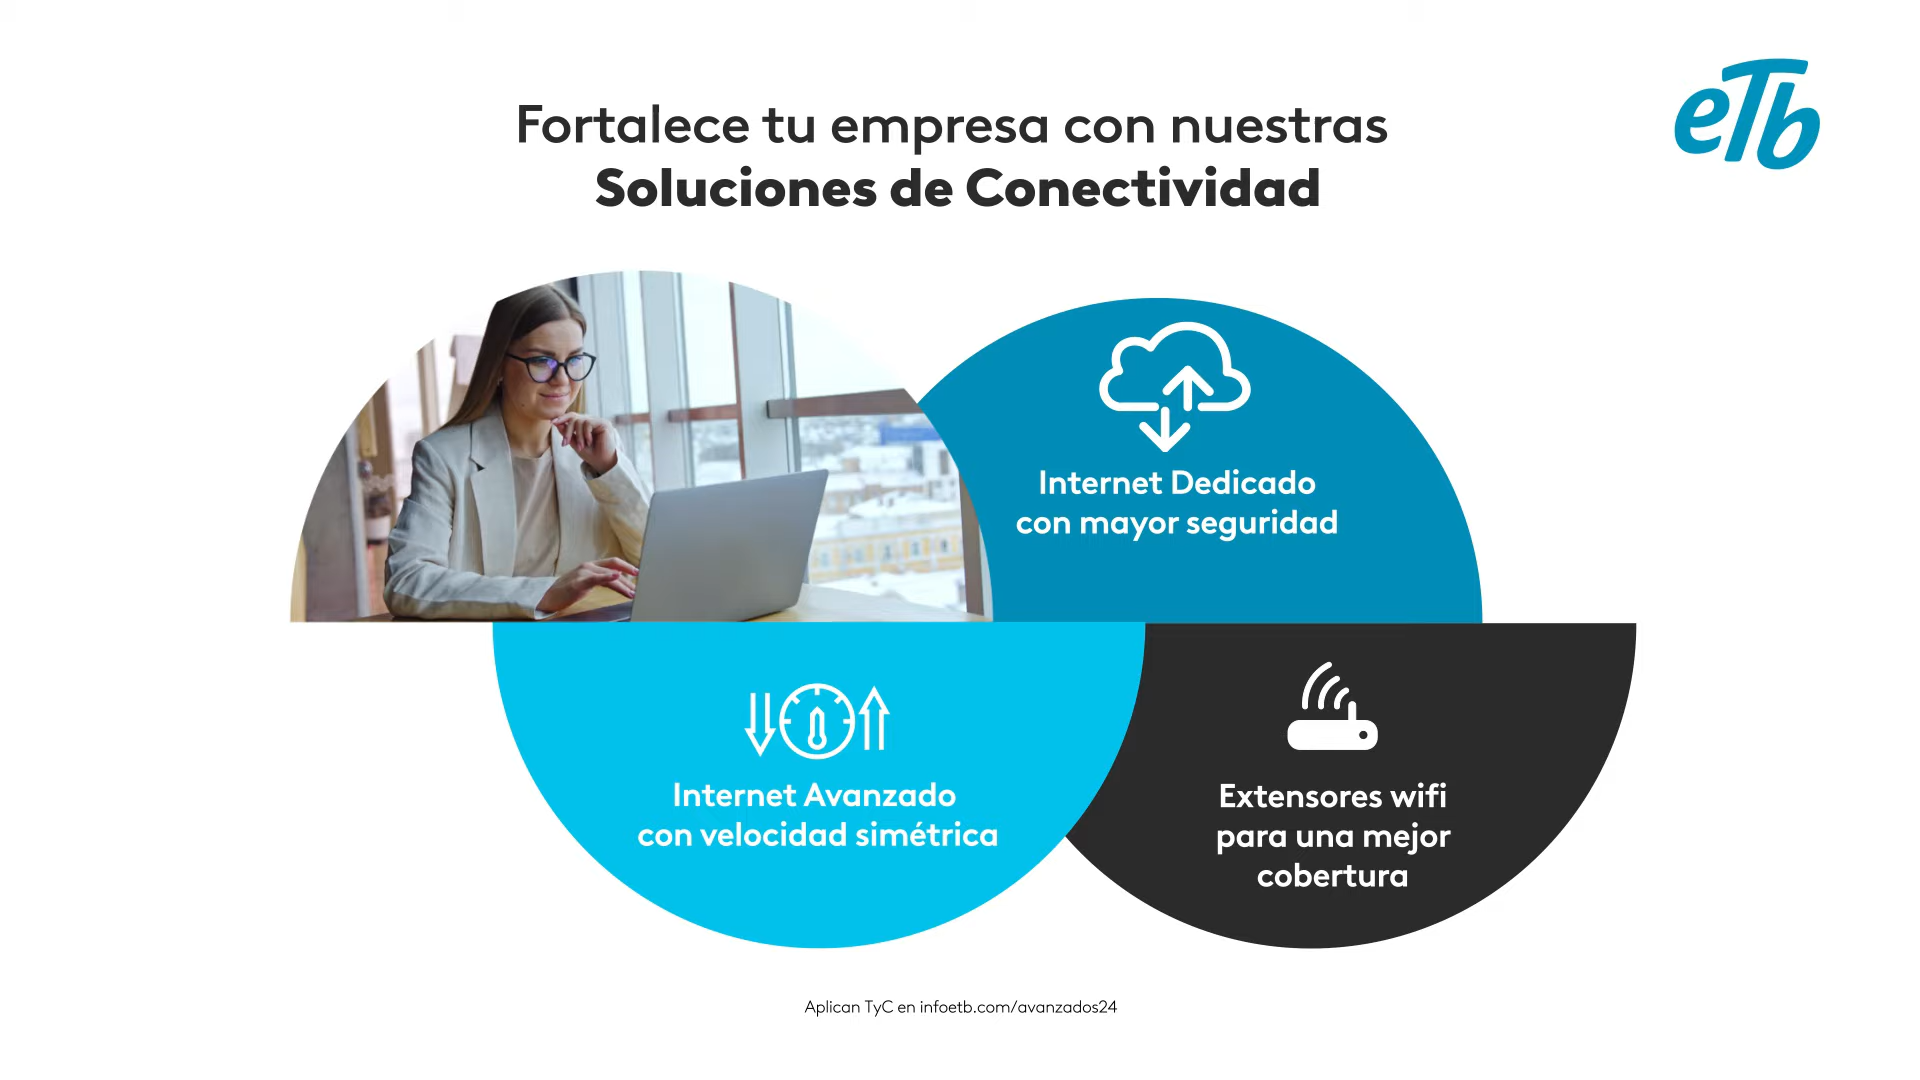 eTb
Fortalece tu empresa con nuestras
Soluciones de Conectividad
Internet Dedicado
con mayor seguridad
Internet Avanzado
con velocidad simétrica
Extensores wifi
para una mejor
cobertura
Aplican TyC en infoetb.com/avanzados24